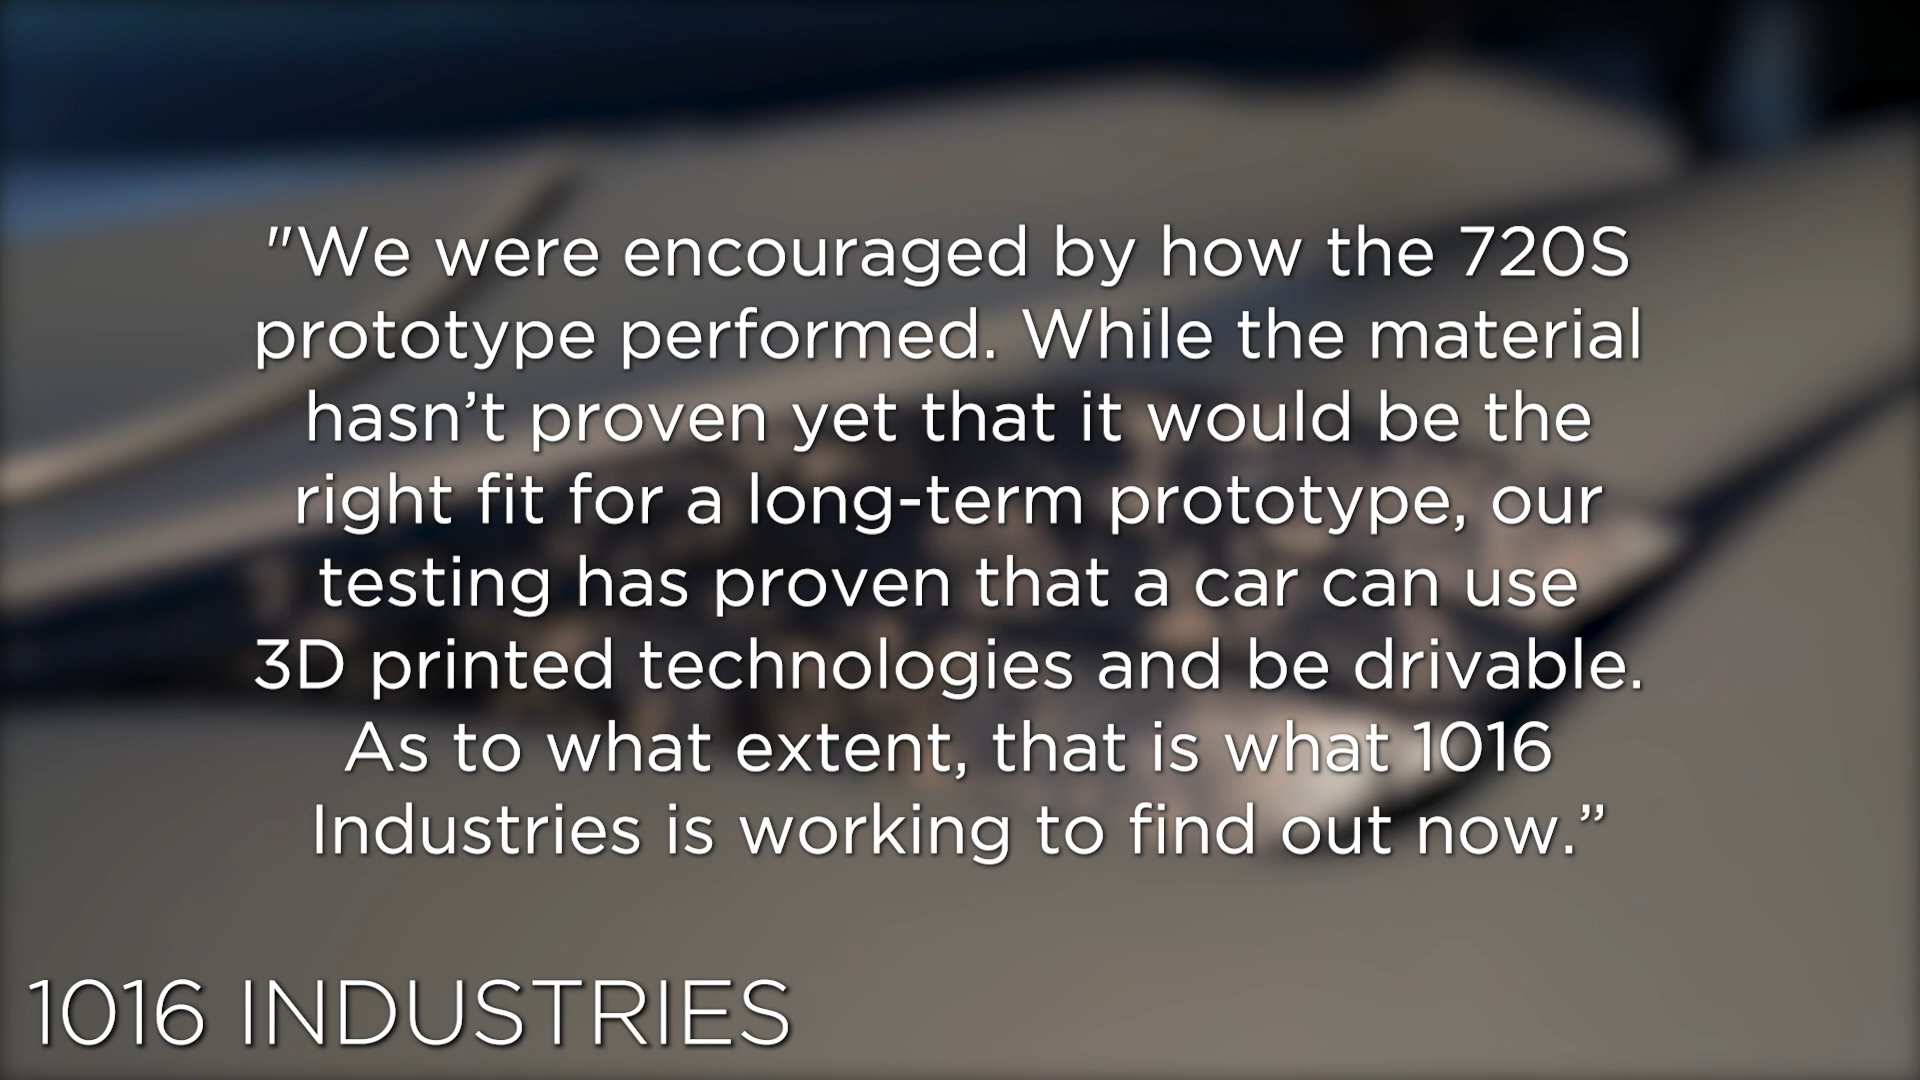 "We were encouraged by how the 720S
prototype performed. While the material
hasn’t proven yet that it would be the
right fit for a long-term prototype, our
testing has proven that a car can use
3D printed technologies and be drivable.
As to what extent, that is what 1016
Industries is working to find out now.”
1016 INDUSTRIES